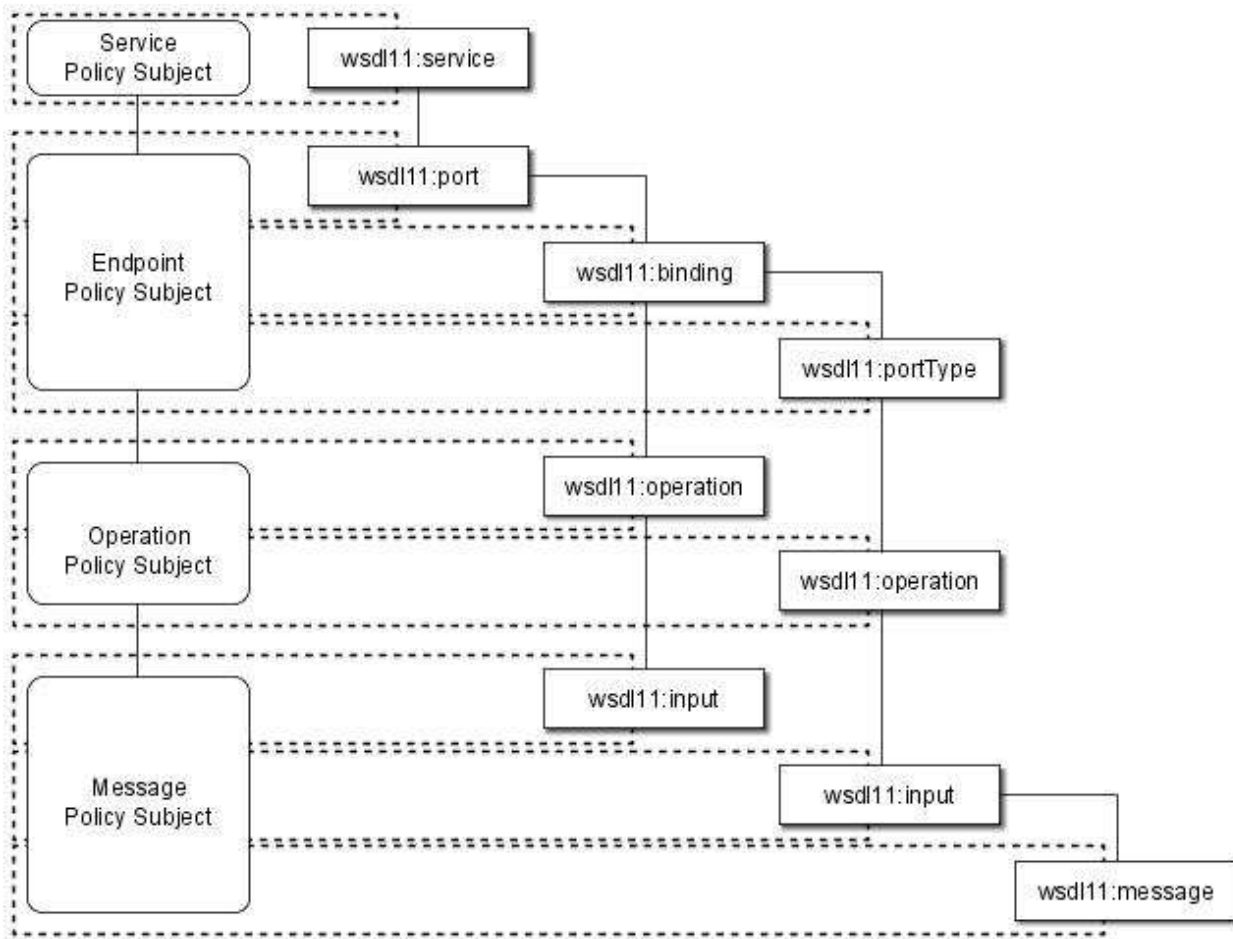 Service
Policy Subject
wsdl11:service
wsdl11:port
Endpoint
Policy Subject
wsdl11:binding
wsdl11:portType
wsdl11:operation
Operation
Policy Subject
wsdl11:operation
wsdl11:input
Message
Policy Subject
wsdl11:input
wsdl11:message